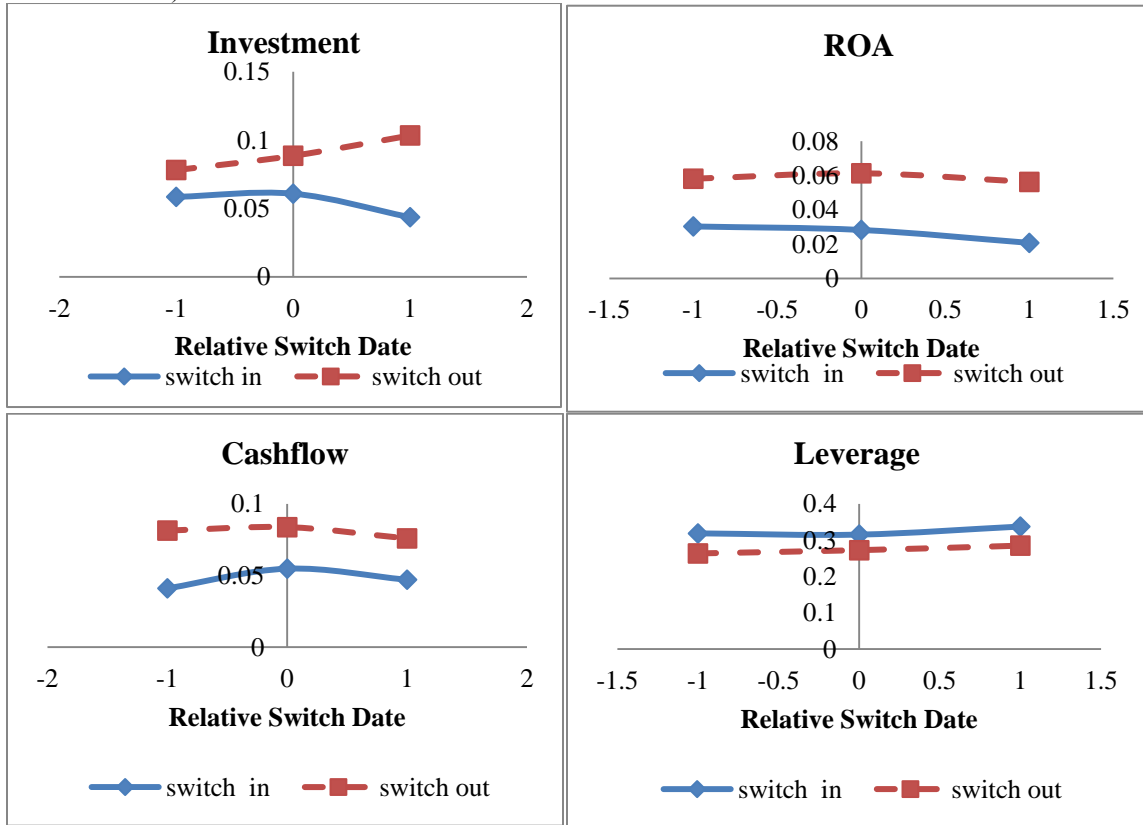 Investment
0.15
0.1
0.05
0
-2 -1 0 1 2
Relative Switch Date
switch in switch out
ROA
0.08
0.06
0.04
0.02
0
-1.5 -1 -0.5 0 0.5 1 1.5
Relative Switch Date
switch in switch out
Cashflow
0.1
0.05
0
-2 -1 0 1 2
Relative Switch Date
switch in switch out
Leverage
0.4
0.3
0.2
0.1
0
-1.5 -1 -0.5 0 0.5 1 1.5
Relative Switch Date
switch in switch out